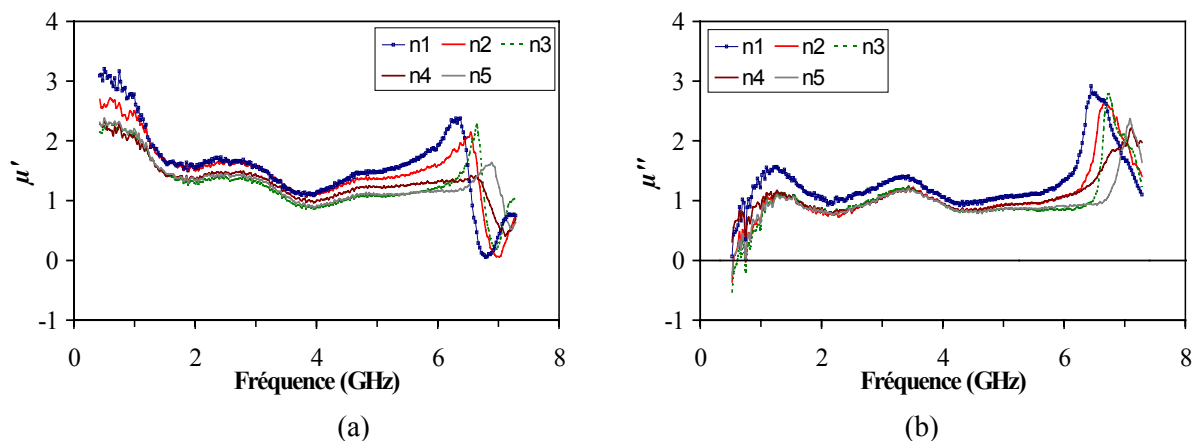 4
3
2
1
0
-1
μ'
n1 n2 n3
n4 n5
0 2 4 6 8
Fréquence (GHz)
(a)
4
3
2
1
0
-1
μ''
n1 n2 n3
n4 n5
0 2 4 6 8
Fréquence (GHz)
(b)